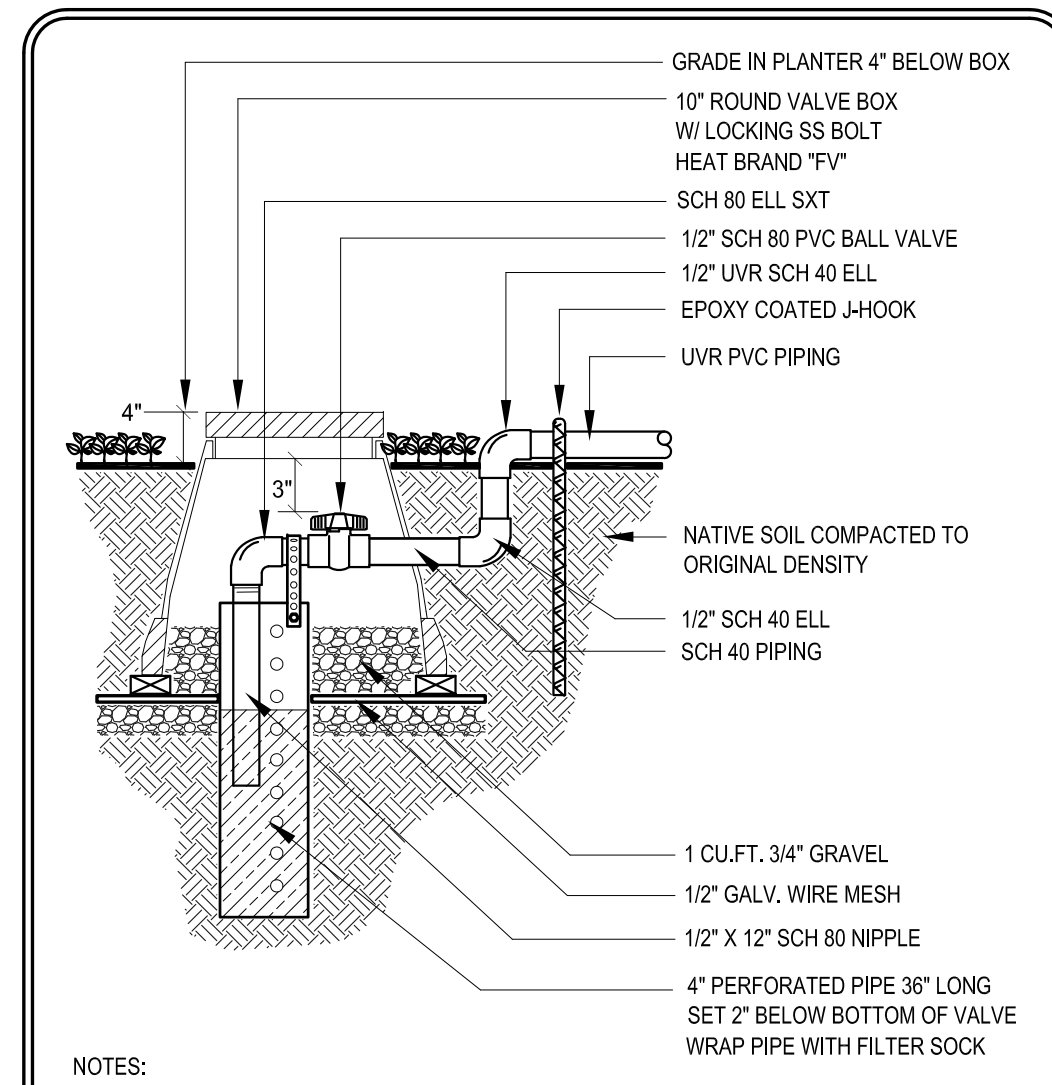 GRADE IN PLANTER 4" BELOW BOX
10" ROUND VALVE BOX
W/ LOCKING SS BOLT
HEAT BRAND "FV"
SCH 80 ELL SXT
1/2" SCH 80 PVC BALL VALVE
1/2" UVR SCH 40 ELL
EPOXY COATED J-HOOK
UVR PVC PIPING
4"
3"
NATIVE SOIL COMPACTED TO
ORIGINAL DENSITY
1/2" SCH 40 ELL
SCH 40 PIPING
1 CU.FT. 3/4" GRAVEL
1/2" GALV. WIRE MESH
1/2" X 12" SCH 80 NIPPLE
4" PERFORATED PIPE 36" LONG
SET 2" BELOW BOTTOM OF VALVE
WRAP PIPE WITH FILTER SOCK
NOTES: